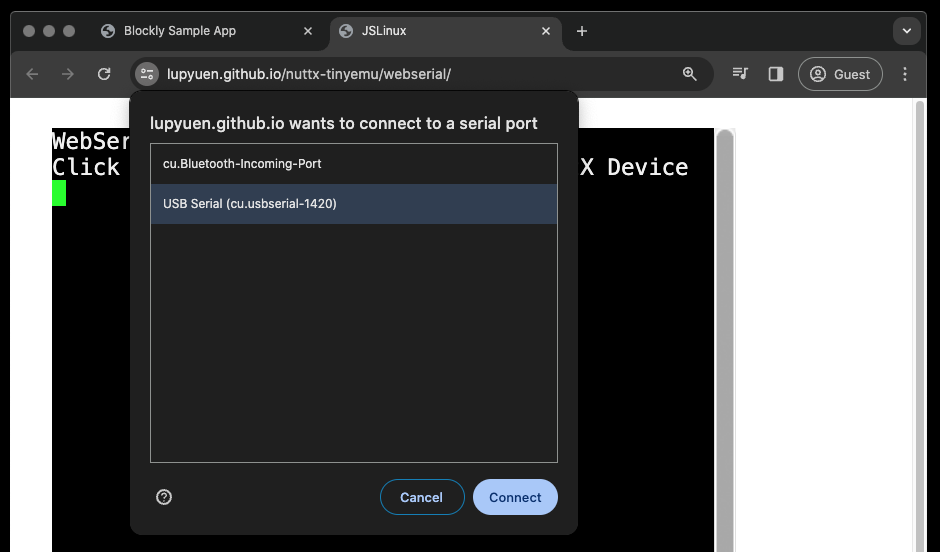 Blockly Sample App
JSLinux
lupyuen.github.io/nuttx-tinyemu/webserial/
Guest
lupyuen.github.io wants to connect to a serial port
cu.Bluetooth-Incoming-Port
USB Serial (cu.usbserial-1420)
Cancel
Connect
WebSer
Click
X Device